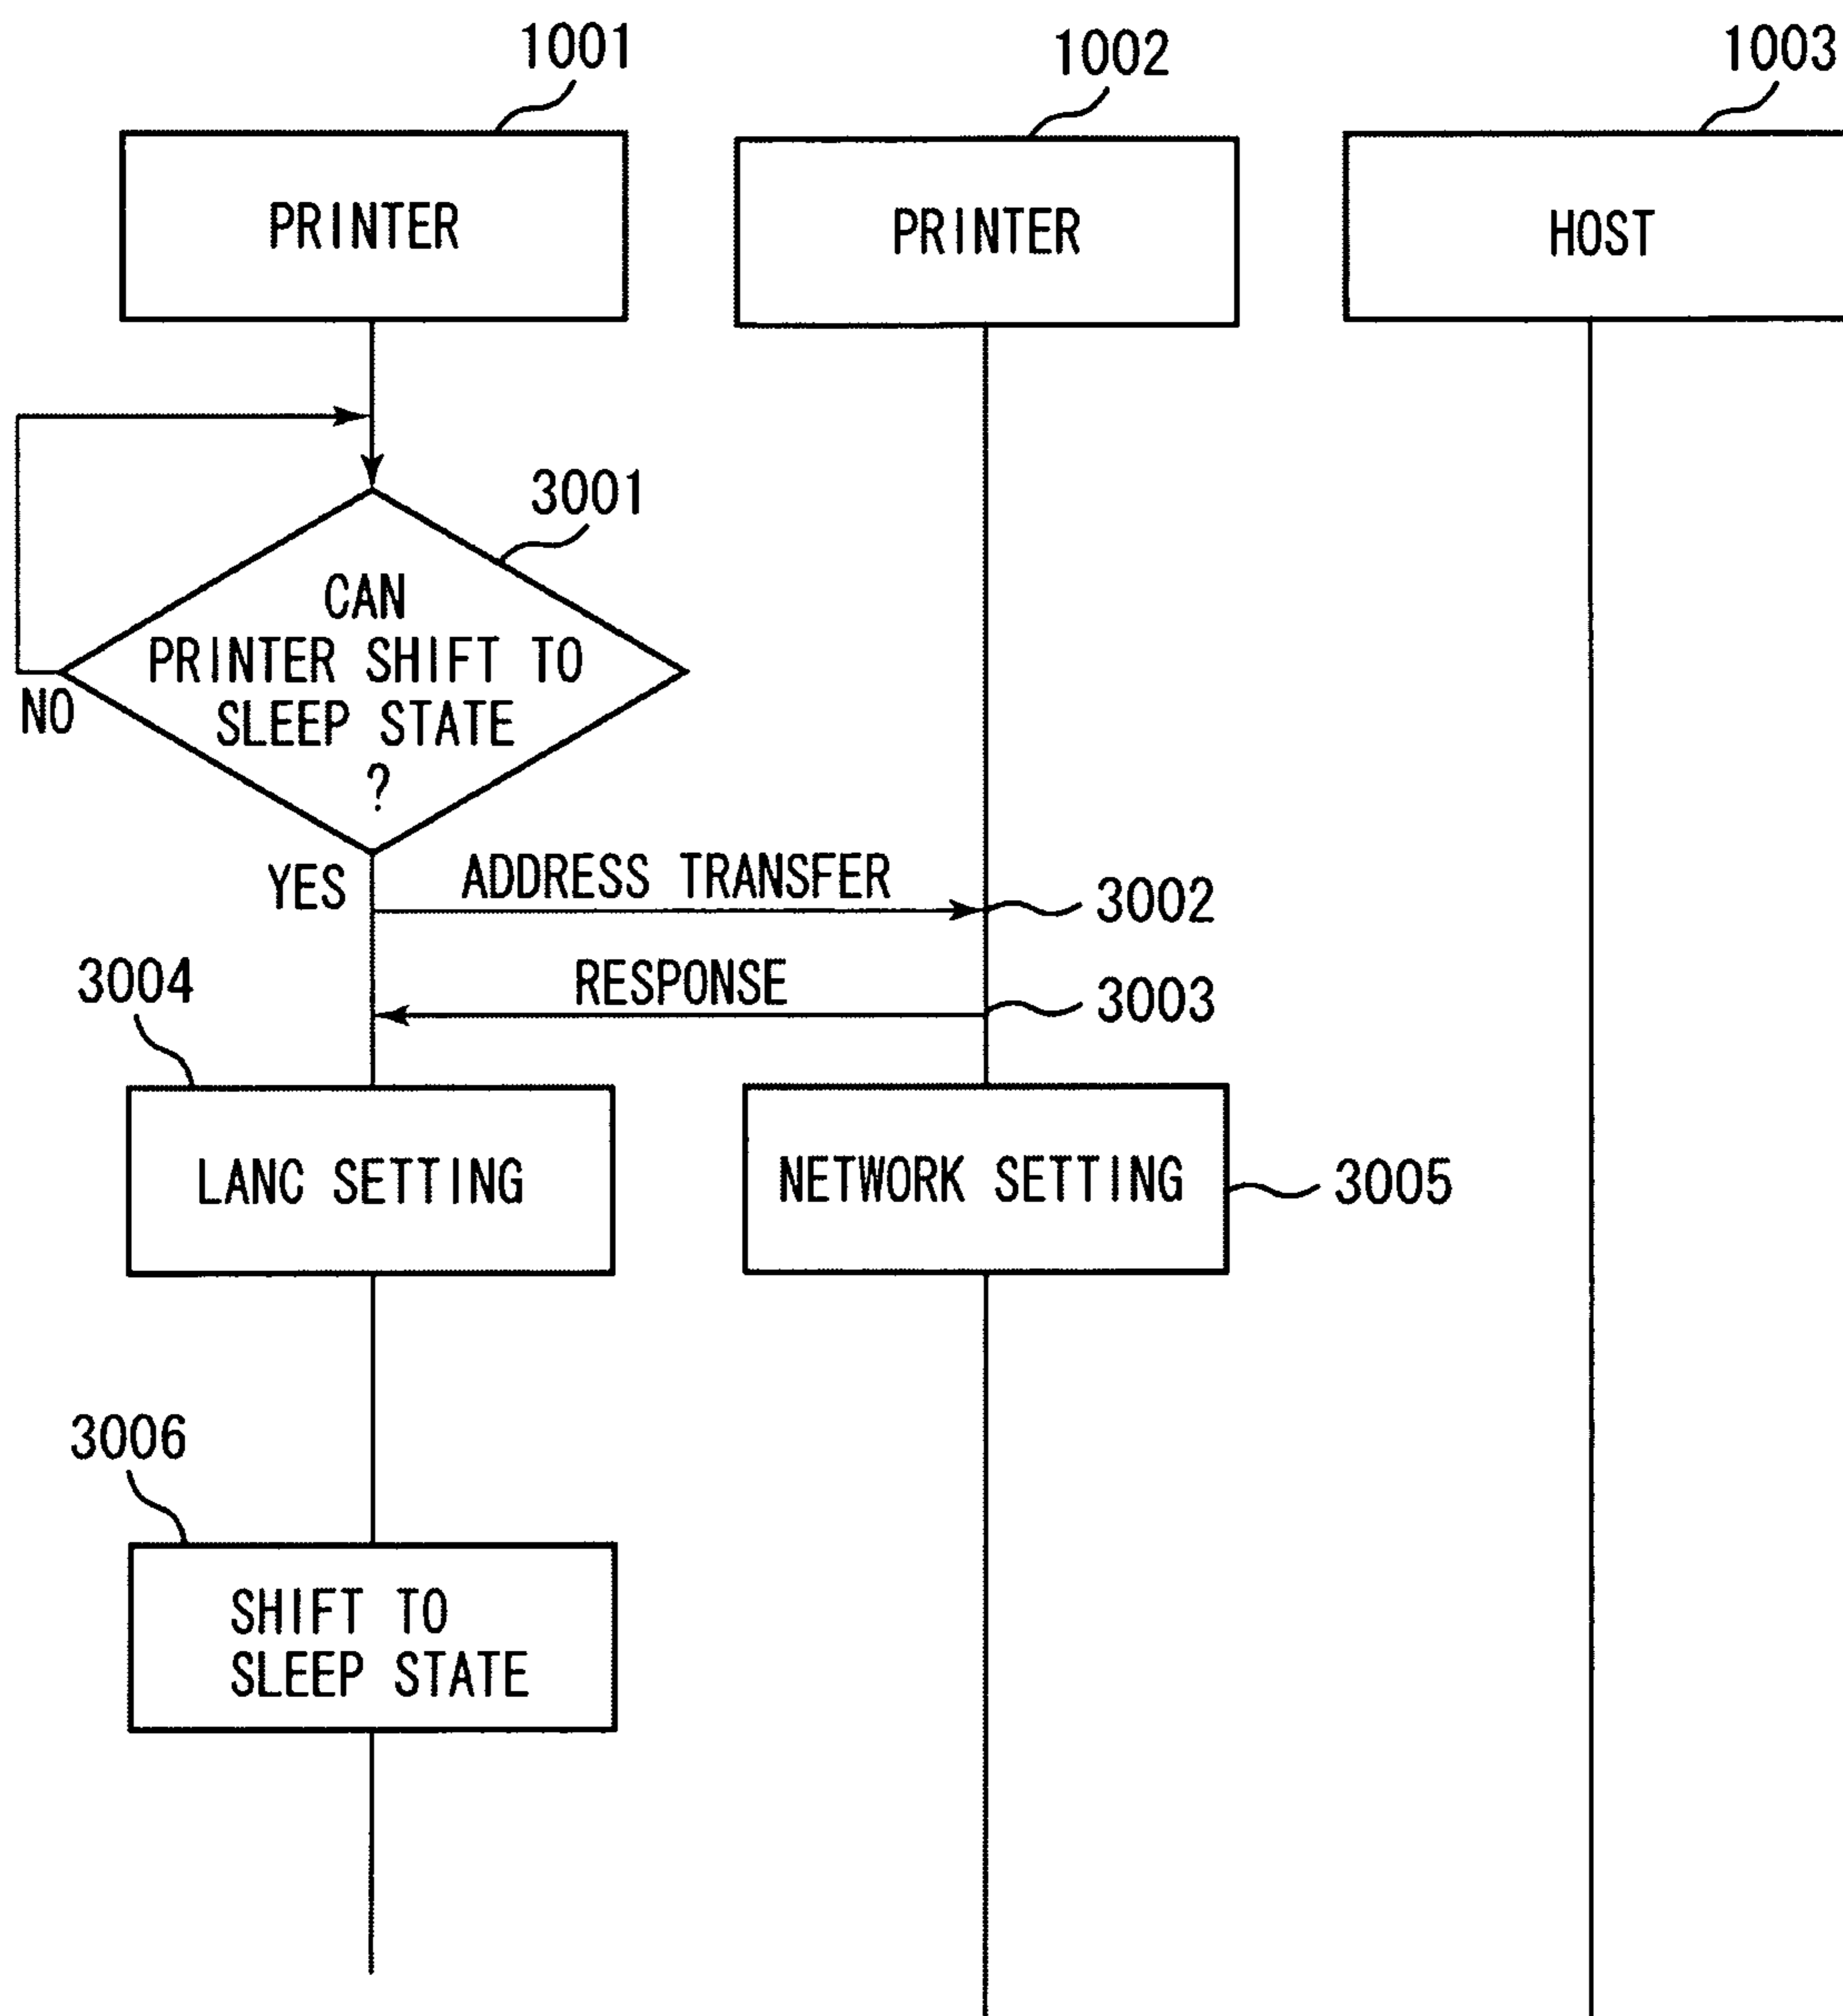 1001
1002
1003
PRINTER
PRINTER
HOST
3001
CAN
PRINTER SHIFT TO
SLEEP STATE
?
NO
YES
ADDRESS TRANSFER
3002
RESPONSE
3003
3004
LANC SETTING
NETWORK SETTING
3005
3006
SHIFT TO
SLEEP STATE